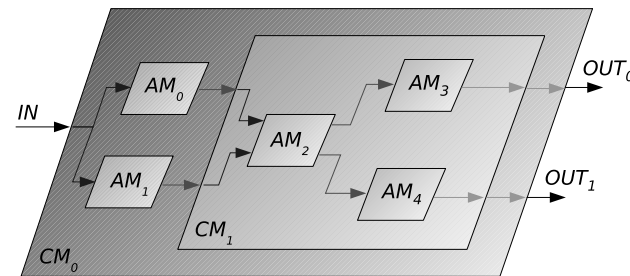 OUT₀
AM₀
AM₃
IN
AM₂
OUT₁
AM₁
AM₄
CM₁
CM₀